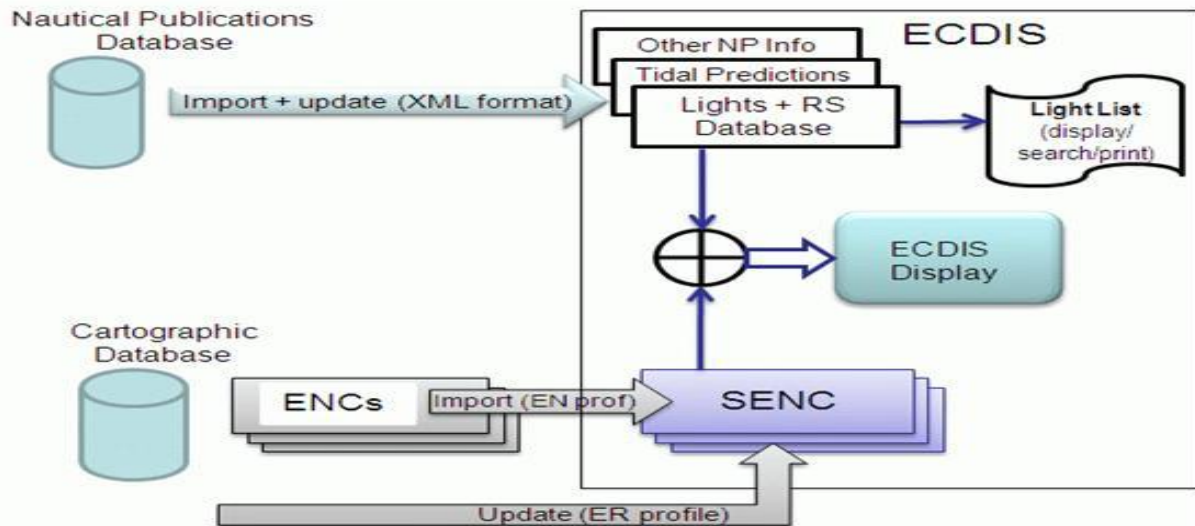 Nautical Publications
Database
ECDIS
Other NP Info
Tidal Predictions
Import + update (XML format)
Lights + RS
Database
Light List
(display/
search/print)
ECDIS
Display
Cartographic
Database
ENCs
Import (EN prof)
SENC
Update (ER profile)